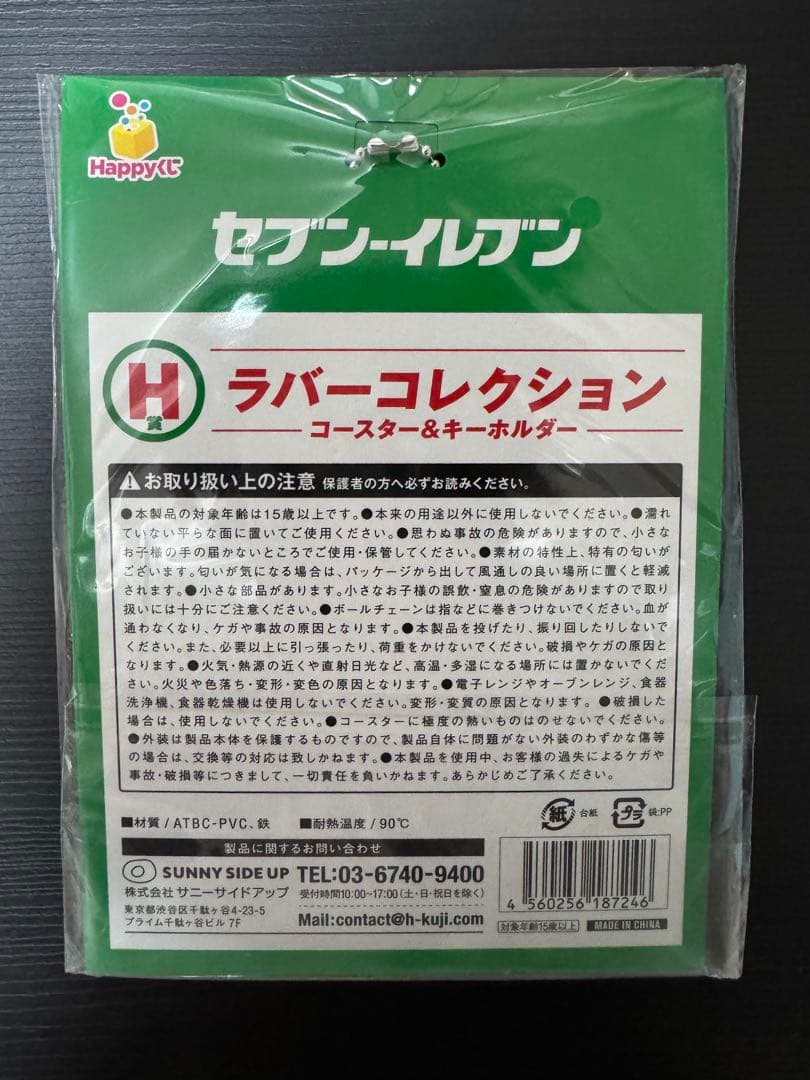 Happyくじ
セブン-イレブン
H賞
ラバーコレクション
コースター&キーホルダー
お取り扱い上の注意 保護者の方へ必ずお読みください。
●本製品の対象年齢は15歳以上です。●本来の用途以外に使用しないでください。●濡れ
ていない平らな面に置いてご使用ください。●思わぬ事故の危険がありますので、小さな
お子様の手の届かないところでご使用・保管してください。●素材の特性上、特有の匂いが
ございます。匂いが気になる場合は、パッケージから出して風通しの良い場所に置くと軽減
されます。●小さな部品があります。小さなお子様の誤飲・窒息の危険がありますので取り
扱いには十分にご注意ください。●ボールチェーンは指などに巻きつけないでください。血が
通わなくなり、ケガや事故の原因となります。●本製品を投げたり、振り回したりしないで
ください。また、必要以上に引っ張ったり、荷重をかけないでください。破損やケガの原因と
なります。●火気・熱源の近くや直射日光など、高温・多湿になる場所には置かないでくだ
さい。火災や色落ち・変形・変色の原因となります。●電子レンジやオーブンレンジ、食器
洗浄機、食器乾燥機は使用しないでください。変形・変質の原因となります。●破損した
場合は、使用しないでください。●コースターに極度の熱いものはのせないでください。
●外装は製品本体を保護するものですので、製品自体に問題がない外装のわずかな傷等
の場合は、交換等の対応は致しかねます。●本製品を使用中、お客様の過失によるケガや
事故・破損等につきまして、一切責任を負いかねます。あらかじめご了承ください。
■材質/ATBC-PVC、鉄 ■耐熱温度/90℃
紙 台紙 プラ 袋:PP
製品に関するお問い合わせ
SUNNY SIDE UP
株式会社 サニーサイドアップ
東京都渋谷区千駄ヶ谷4-23-5
プライム千駄ヶ谷ビル 7F
TEL:03-6740-9400
受付時間10:00~17:00(土・日・祝日を除く)
Mail:contact@h-kuji.com
4 560256 187246
対象年齢15歳以上 MADE IN CHINA